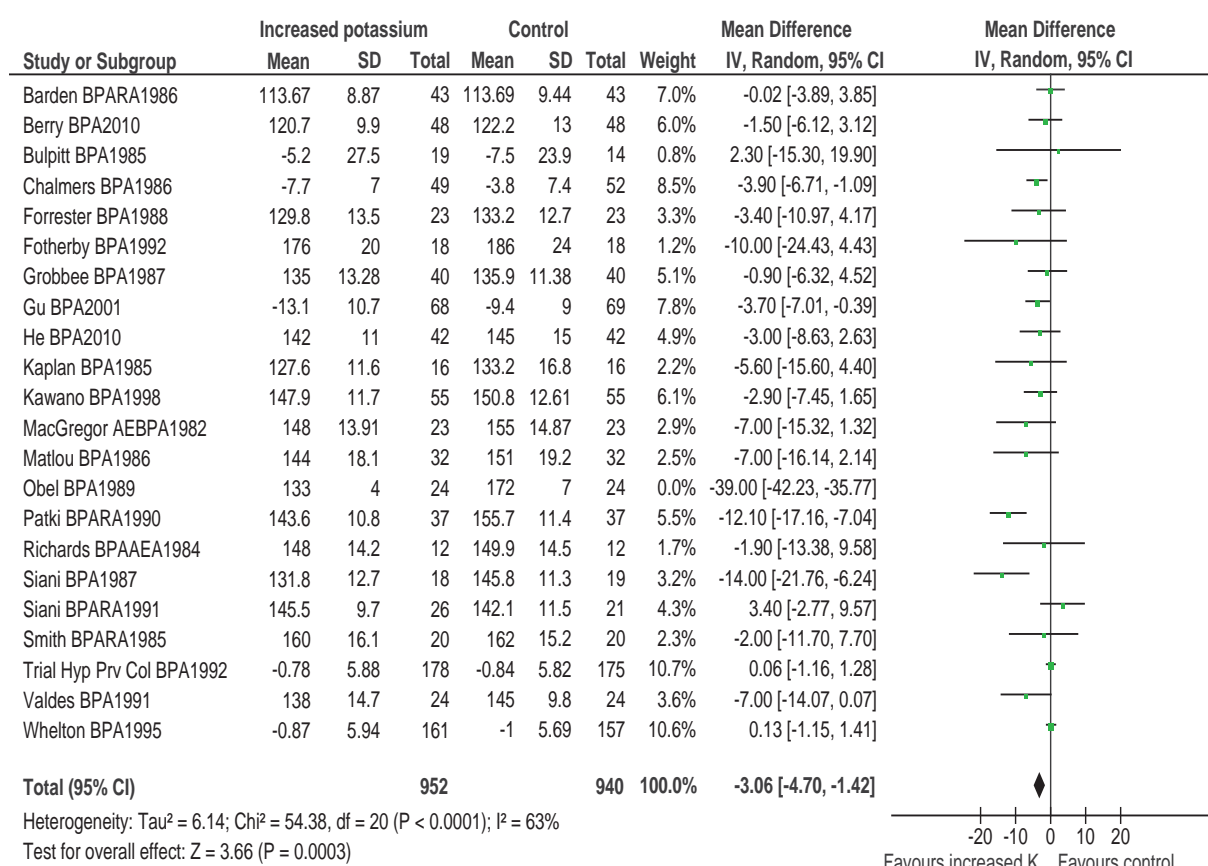 Increased potassium Control Mean Difference Mean Difference
Study or Subgroup Mean SD Total Mean SD Total Weight IV, Random, 95% CI IV, Random, 95% CI
Barden BPARA1986 113.67 8.87 43 113.69 9.44 43 7.0% -0.02 [-3.89, 3.85]
Berry BPA2010 120.7 9.9 48 122.2 13 48 6.0% -1.50 [-6.12, 3.12]
Bulpitt BPA1985 -5.2 27.5 19 -7.5 23.9 14 0.8% 2.30 [-15.30, 19.90]
Chalmers BPA1986 -7.7 7 49 -3.8 7.4 52 8.5% -3.90 [-6.71, -1.09]
Forrester BPA1988 129.8 13.5 23 133.2 12.7 23 3.3% -3.40 [-10.97, 4.17]
Fotherby BPA1992 176 20 18 186 24 18 1.2% -10.00 [-24.43, 4.43]
Grobbee BPA1987 135 13.28 40 135.9 11.38 40 5.1% -0.90 [-6.32, 4.52]
Gu BPA2001 -13.1 10.7 68 -9.4 9 69 7.8% -3.70 [-7.01, -0.39]
He BPA2010 142 11 42 145 15 42 4.9% -3.00 [-8.63, 2.63]
Kaplan BPA1985 127.6 11.6 16 133.2 16.8 16 2.2% -5.60 [-15.60, 4.40]
Kawano BPA1998 147.9 11.7 55 150.8 12.61 55 6.1% -2.90 [-7.45, 1.65]
MacGregor AEBPA1982 148 13.91 23 155 14.87 23 2.9% -7.00 [-15.32, 1.32]
Matlou BPA1986 144 18.1 32 151 19.2 32 2.5% -7.00 [-16.14, 2.14]
Obel BPA1989 133 4 24 172 7 24 0.0% -39.00 [-42.23, -35.77]
Patki BPARA1990 143.6 10.8 37 155.7 11.4 37 5.5% -12.10 [-17.16, -7.04]
Richards BPAAEA1984 148 14.2 12 149.9 14.5 12 1.7% -1.90 [-13.38, 9.58]
Siani BPA1987 131.8 12.7 18 145.8 11.3 19 3.2% -14.00 [-21.76, -6.24]
Siani BPARA1991 145.5 9.7 26 142.1 11.5 21 4.3% 3.40 [-2.77, 9.57]
Smith BPARA1985 160 16.1 20 162 15.2 20 2.3% -2.00 [-11.70, 7.70]
Trial Hyp Prv Col BPA1992 -0.78 5.88 178 -0.84 5.82 175 10.7% 0.06 [-1.16, 1.28]
Valdes BPA1991 138 14.7 24 145 9.8 24 3.6% -7.00 [-14.07, 0.07]
Whelton BPA1995 -0.87 5.94 161 -1 5.69 157 10.6% 0.13 [-1.15, 1.41]
Total (95% CI) 952 940 100.0% -3.06 [-4.70, -1.42]
Heterogeneity: Tau² = 6.14; Chi² = 54.38, df = 20 (P < 0.0001); I² = 63%
Test for overall effect: Z = 3.66 (P = 0.0003)
-20 -10 0 10 20
Favours increased K Favours control